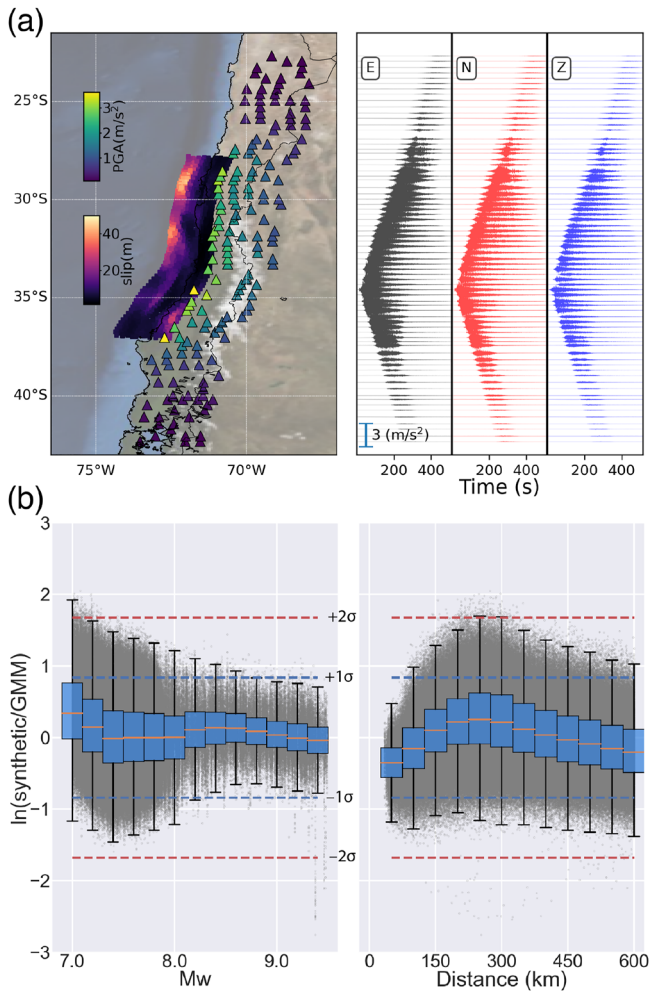 (a)
E
N
Z
25°S
30°S
35°S
40°S
3
2
1
PGA(m/s²)
40
20
slip(m)
3 (m/s²)
75°W
70°W
200
400
200
400
200
400
Time (s)
(b)
3
2
1
0
−1
−2
−3
ln(synthetic/GMM)
+2σ
+1σ
−1σ
−2σ
7.0
8.0
9.0
Mw
0
150
300
450
600
Distance (km)